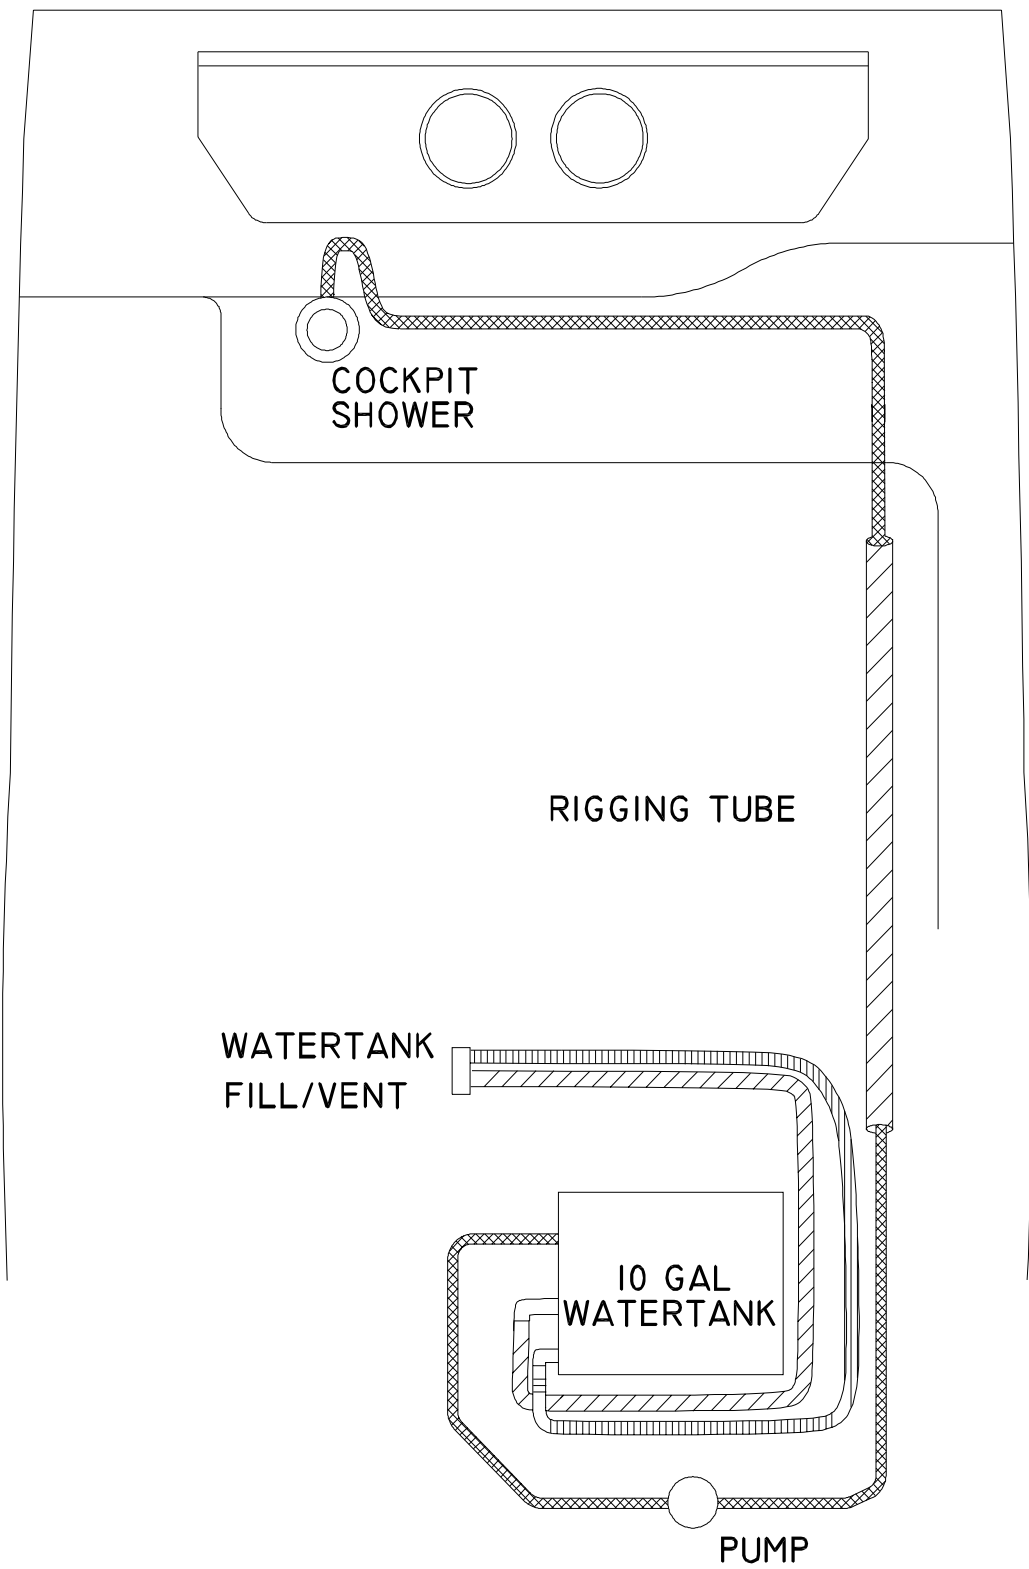 COCKPIT
SHOWER
RIGGING TUBE
WATERTANK
FILL/VENT
10 GAL
WATERTANK
PUMP